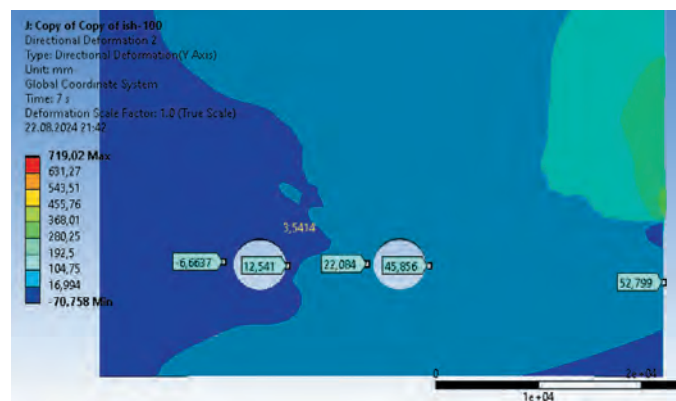 J: Copy of Copy of ish-100
Directional Deformation 2
Type: Directional Deformation(Y Axis)
Unit: mm
Global Coordinate System
Time: 7 s
Deformation Scale Factor: 1.0 (True Scale)
22.08.2024 21:42
719,02 Max
631,27
543,51
455,76
368,01
280,25
192,5
104,75
16,994
-70,758 Min
3,5414
-6,6637 12,541 22,084 45,856
52,799
0 2e+04
1e+04